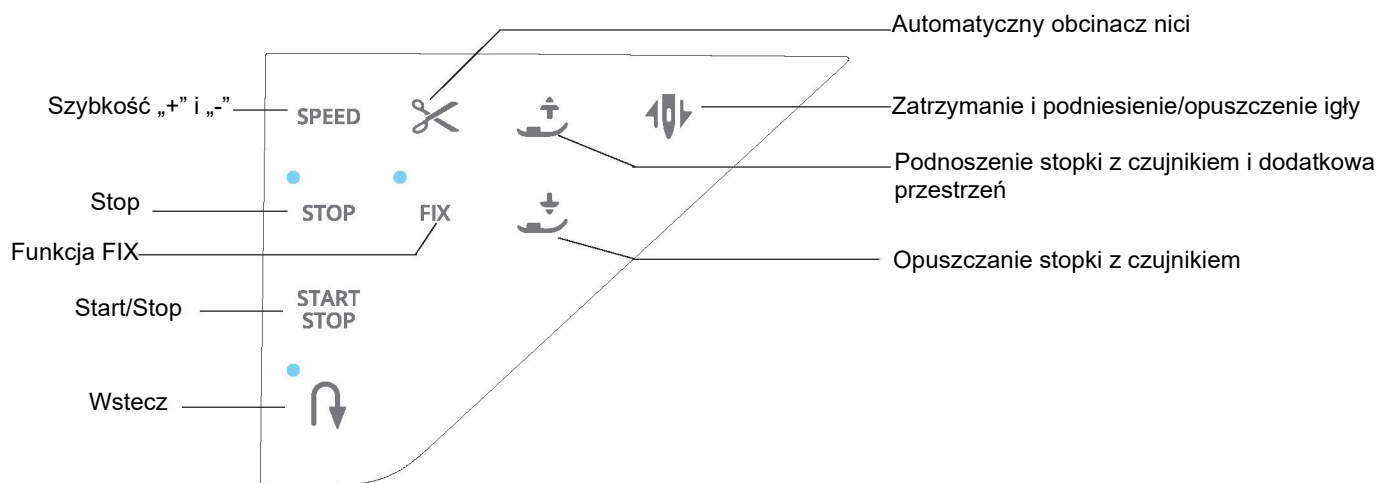 Automatyczny obcinacz nici
Szybkość „+” i „-”
SPEED
Zatrzymanie i podniesienie/opuszczenie igły
Podnoszenie stopki z czujnikiem i dodatkowa
przestrzeń
Stop
STOP
FIX
Funkcja FIX
Opuszczanie stopki z czujnikiem
Start/Stop
START
STOP
Wstecz